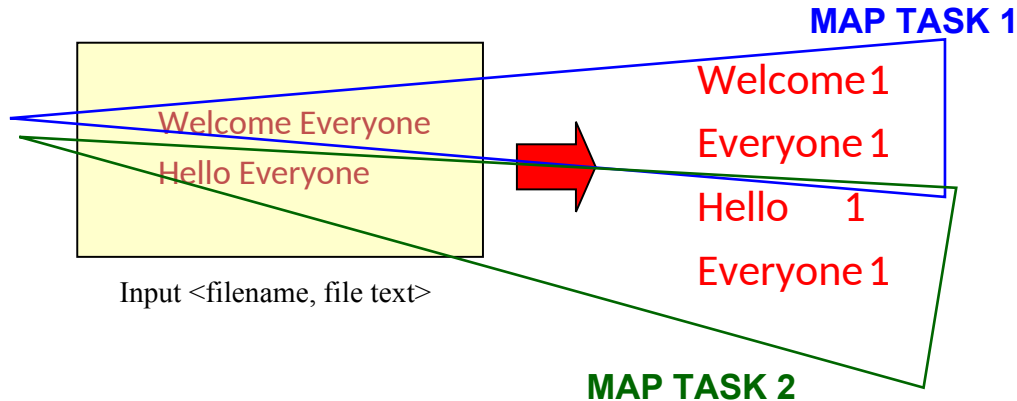 MAP TASK 1
Welcome 1
Everyone 1
Hello 1
Everyone 1
Welcome Everyone
Hello Everyone
Input <filename, file text>
MAP TASK 2